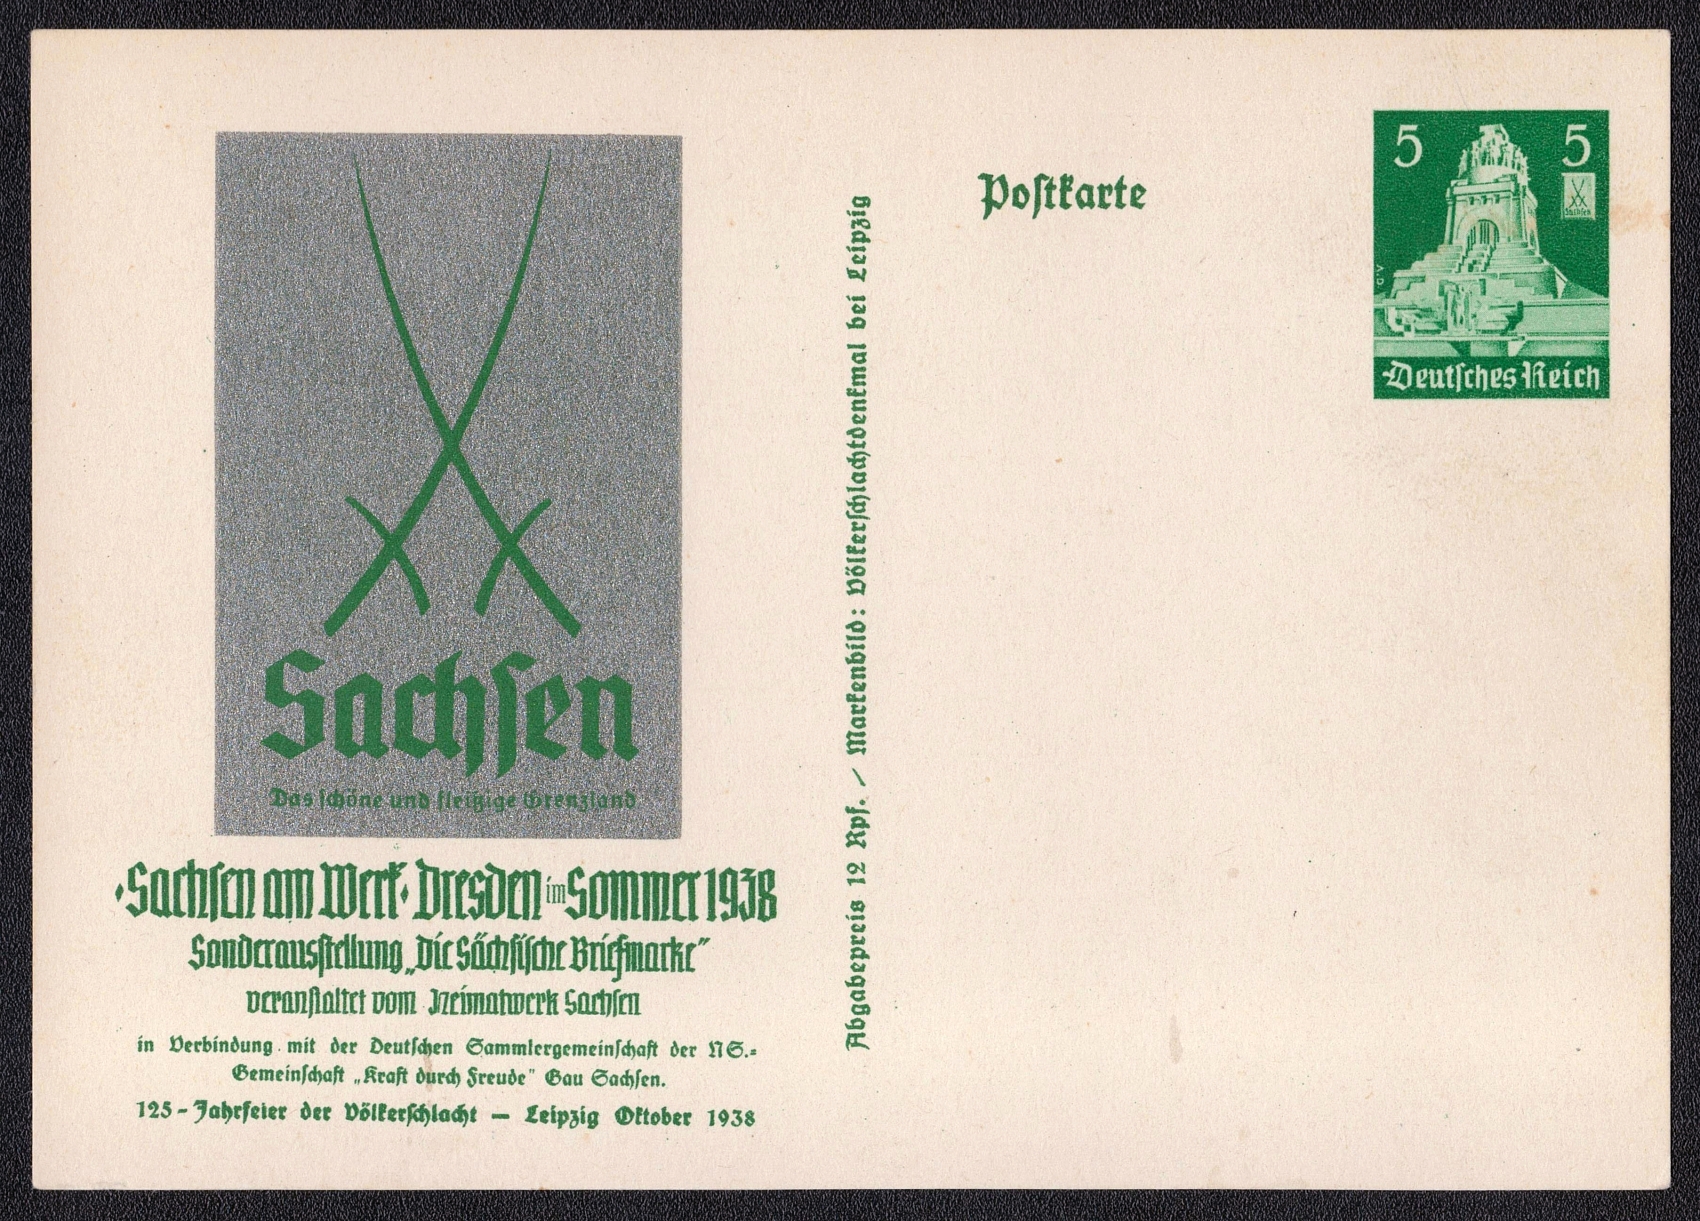 Sachsen
Das schöne und fleißige Grenzland
·Sachsen am Werk· Dresden im Sommer 1938
Sonderausstellung „Die Sächsische Briefmarke"
veranstaltet vom Heimatwerk Sachsen
in Verbindung mit der Deutschen Sammlergemeinschaft der NS.-
Gemeinschaft „Kraft durch Freude" Gau Sachsen.
125-Jahrfeier der Völkerschlacht — Leipzig Oktober 1938
Abgabepreis 12 Rpf. / Markenbild: Völkerschlachtdenkmal bei Leipzig
Postkarte
5 5
Sachsen
Deutsches Reich